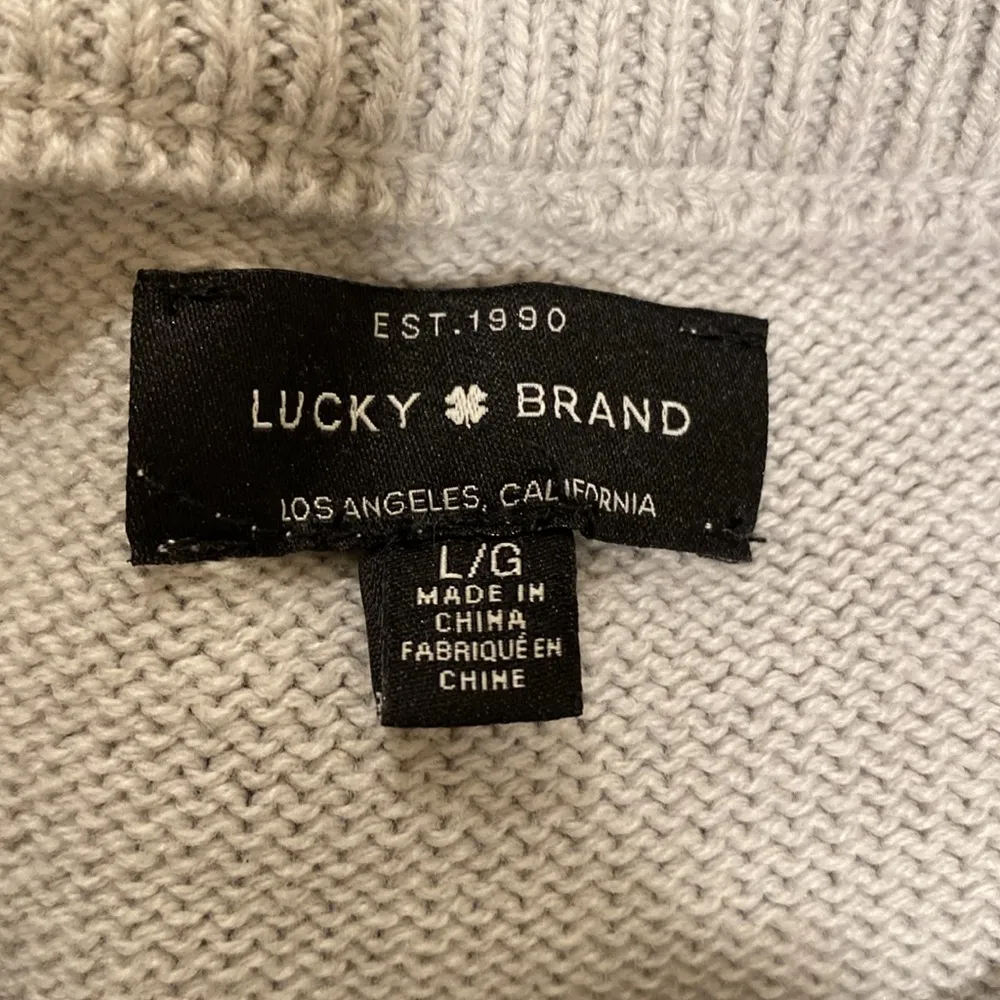 EST.1990
LUCKY BRAND
LOS ANGELES, CALIFORNIA
L/G
MADE IN
CHINA
FABRIQUÉ EN
CHINE